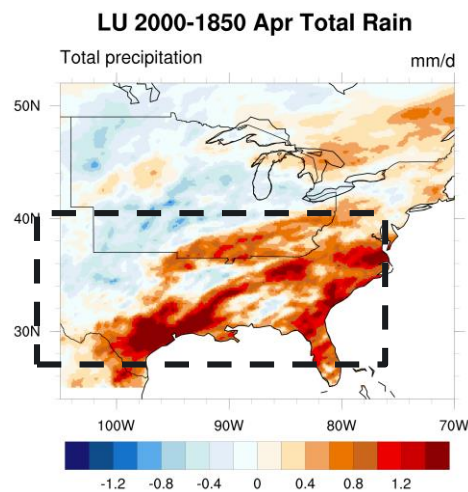 LU 2000-1850 Apr Total Rain
Total precipitation mm/d
50N
40N
30N
100W 90W 80W 70W
-1.2 -0.8 -0.4 0 0.4 0.8 1.2